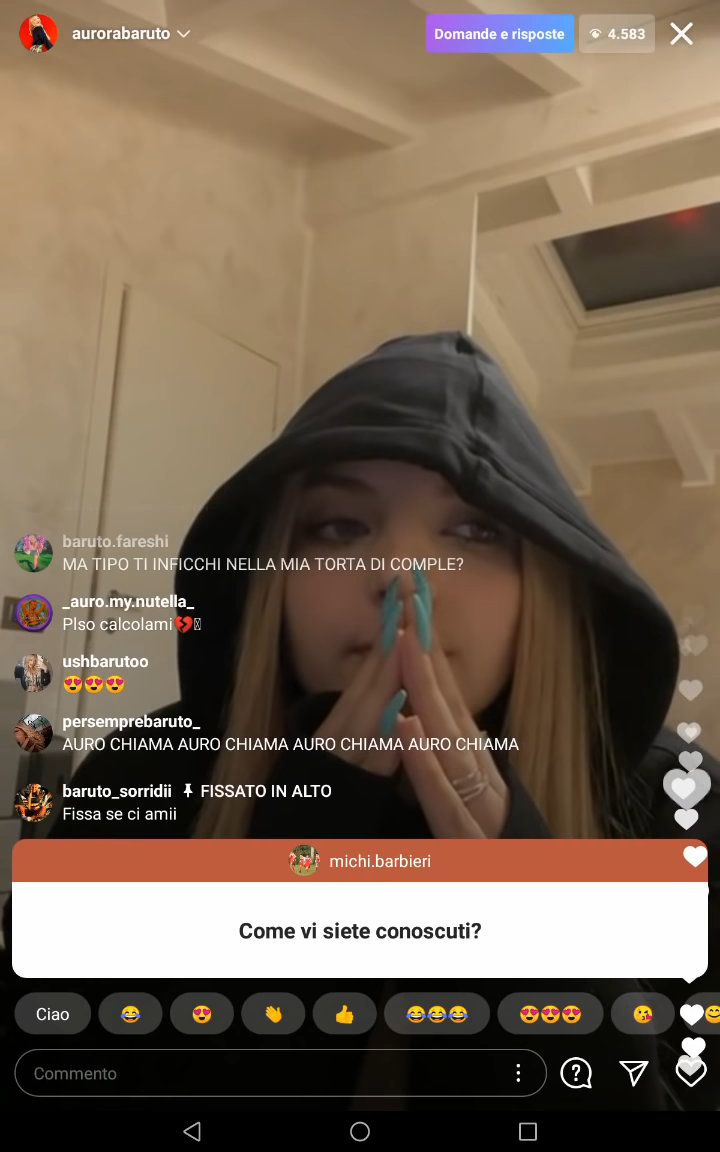 aurorabaruto
Domande e risposte
4.583
baruto.fareshi
MA TIPO TI INFICCHI NELLA MIA TORTA DI COMPLE?
_auro.my.nutella_
Plso calcolami💔
ushbarutoo
😍😍😍
persemprebaruto_
AURO CHIAMA AURO CHIAMA AURO CHIAMA AURO CHIAMA
baruto_sorridii 📌 FISSATO IN ALTO
Fissa se ci amii
michi.barbieri
Come vi siete conoscuti?
Ciao 😂 😍 👋 👍 😂😂😂 😍😍😍 😘 😊
Commento